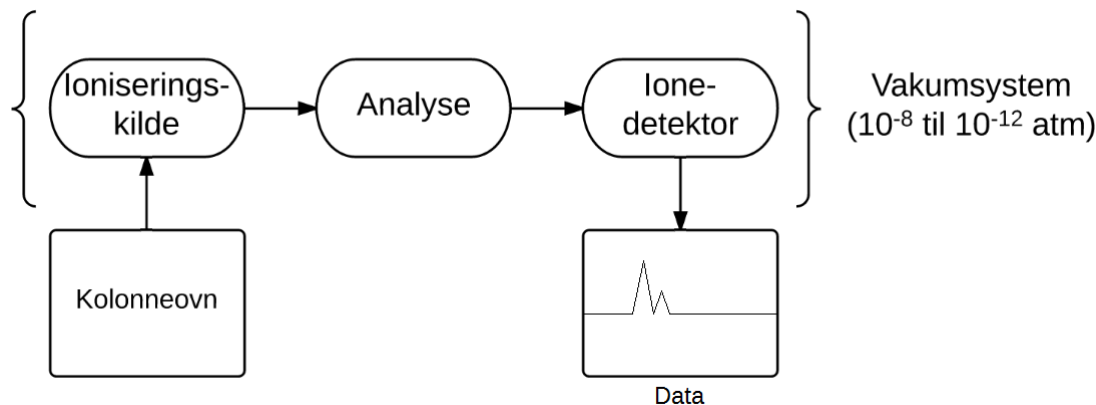 Ioniserings-
kilde
Analyse
Ione-
detektor
Vakumsystem
(10⁻⁸ til 10⁻¹² atm)
Kolonneovn
Data